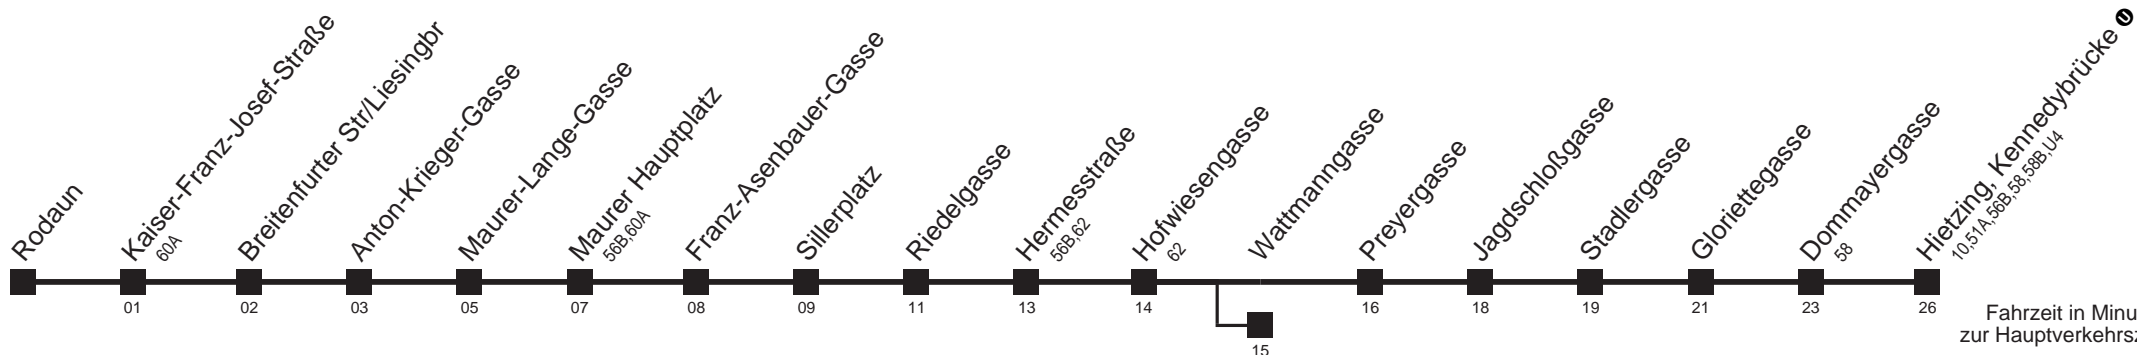 Rodaun
Kaiser-Franz-Josef-Straße
60A
Breitenfurter Str/Liesingbr
Anton-Krieger-Gasse
Maurer-Lange-Gasse
Maurer Hauptplatz
56B,60A
Franz-Asenbauer-Gasse
Sillerplatz
Riedelgasse
Hermesstraße
56B,62
Hofwiesengasse
62
Wattmanngasse
Preyergasse
Jagdschloßgasse
Stadlergasse
Gloriettegasse
Dommayergasse
58
Hietzing, Kennedybrücke U
10,51A,56B,58,58B,U4
01 02 03 05 07 08 09 11 13 14 16 18 19 21 23 26
15
Fahrzeit in Minu
zur Hauptverkehrsz